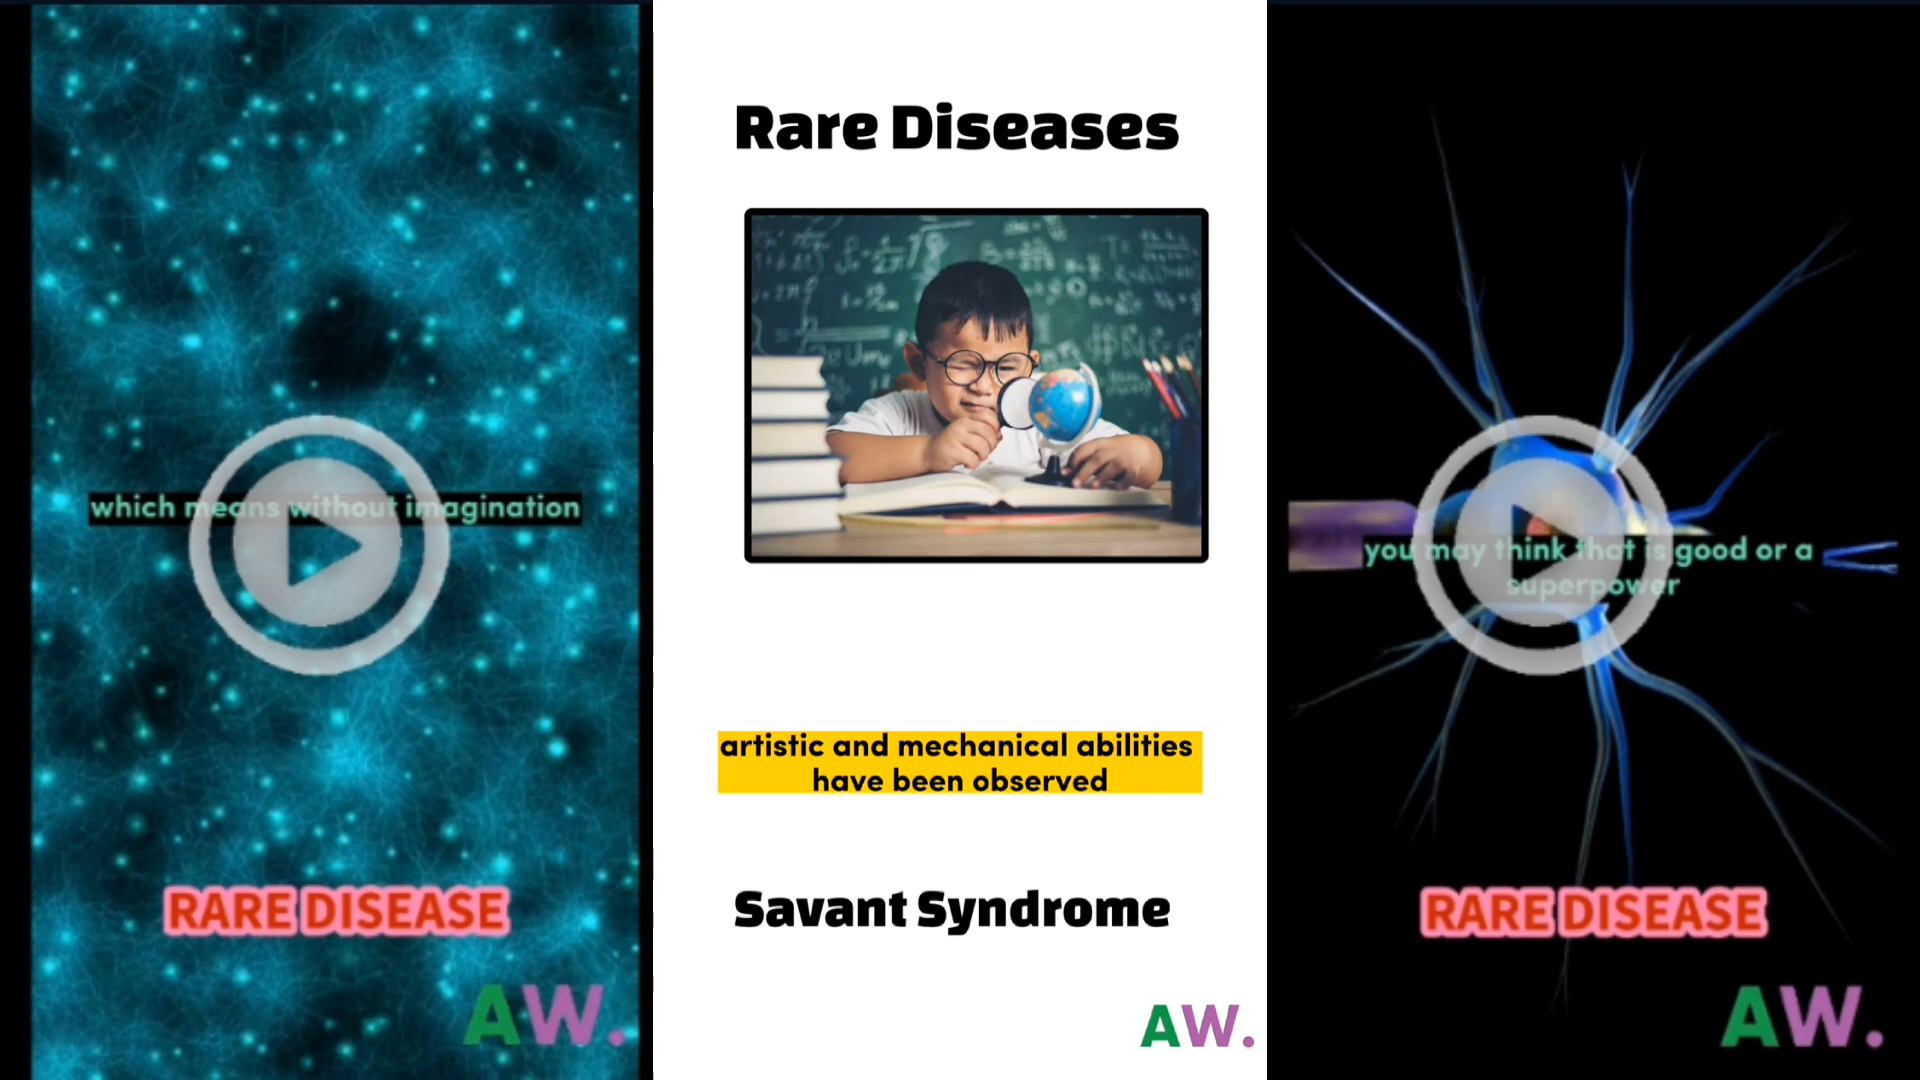 which means without imagination
RARE DISEASE
AW.
Rare Diseases
artistic and mechanical abilities
have been observed
Savant Syndrome
AW.
you may think that is good or a
superpower
RARE DISEASE
AW.